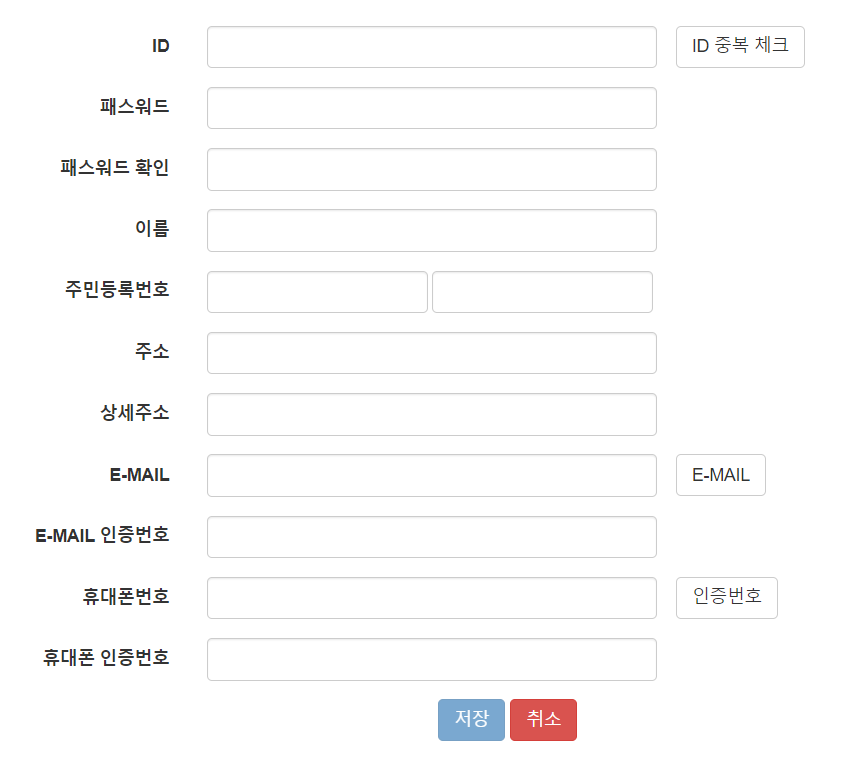 ID ID 중복 체크
패스워드
패스워드 확인
이름
주민등록번호
주소
상세주소
E-MAIL E-MAIL
E-MAIL 인증번호
휴대폰번호 인증번호
휴대폰 인증번호
저장 취소